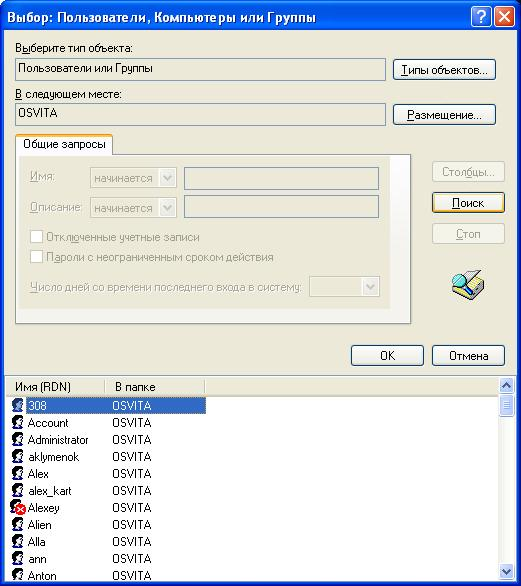 Выбор: Пользователи, Компьютеры или Группы
Выберите тип объекта:
Пользователи или Группы
Типы объектов...
В следующем месте:
OSVITA
Размещение...
Общие запросы
Имя:
начинается
Столбцы...
Описание:
начинается
Поиск
Отключенные учетные записи
Стоп
Пароли с неограниченным сроком действия
Число дней со времени последнего входа в систему:
ОК
Отмена
Имя (RDN) В папке
308 OSVITA
Account OSVITA
Administrator OSVITA
aklymenok OSVITA
Alex OSVITA
alex_kart OSVITA
Alexey OSVITA
Alien OSVITA
Alla OSVITA
ann OSVITA
Anton OSVITA